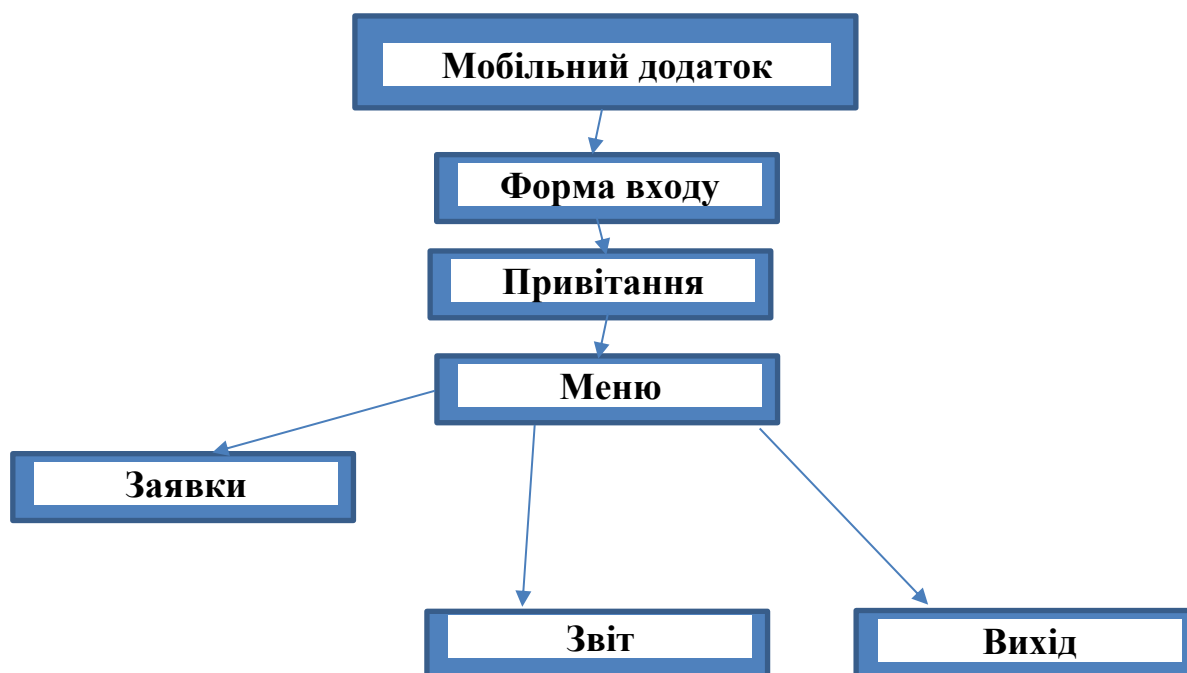 Мобільний додаток
Форма входу
Привітання
Меню
Заявки
Звіт
Вихід